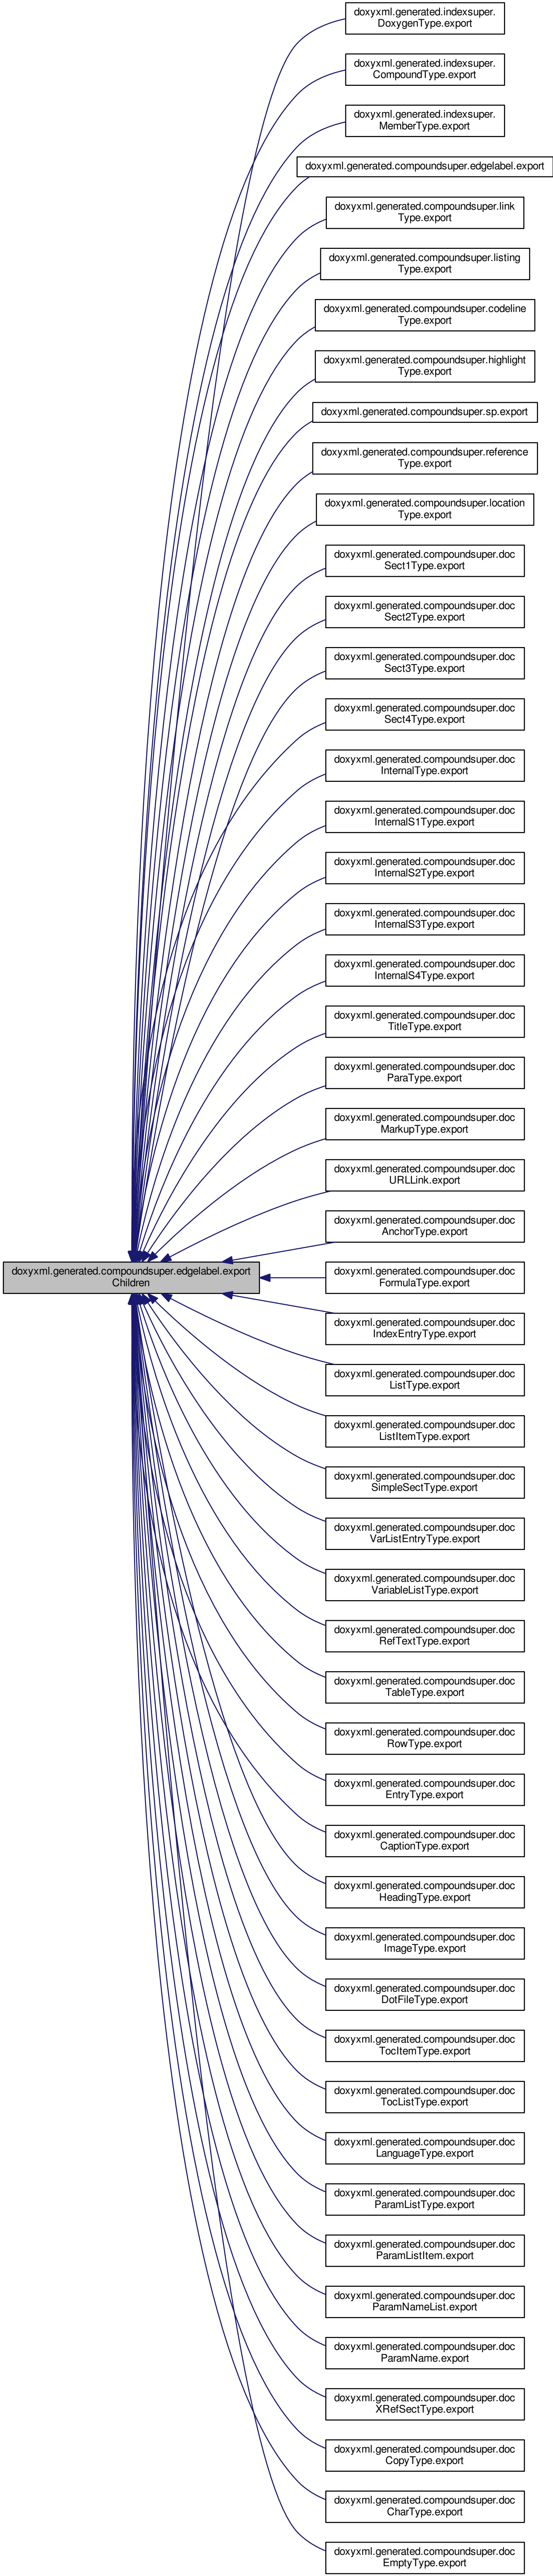 doxyxml.generated.indexsuper.
DoxygenType.export
doxyxml.generated.indexsuper.
CompoundType.export
doxyxml.generated.indexsuper.
MemberType.export
doxyxml.generated.compoundsuper.edgelabel.export
doxyxml.generated.compoundsuper.link
Type.export
doxyxml.generated.compoundsuper.listing
Type.export
doxyxml.generated.compoundsuper.codeline
Type.export
doxyxml.generated.compoundsuper.highlight
Type.export
doxyxml.generated.compoundsuper.sp.export
doxyxml.generated.compoundsuper.reference
Type.export
doxyxml.generated.compoundsuper.location
Type.export
doxyxml.generated.compoundsuper.doc
Sect1Type.export
doxyxml.generated.compoundsuper.doc
Sect2Type.export
doxyxml.generated.compoundsuper.doc
Sect3Type.export
doxyxml.generated.compoundsuper.doc
Sect4Type.export
doxyxml.generated.compoundsuper.doc
InternalType.export
doxyxml.generated.compoundsuper.doc
InternalS1Type.export
doxyxml.generated.compoundsuper.doc
InternalS2Type.export
doxyxml.generated.compoundsuper.doc
InternalS3Type.export
doxyxml.generated.compoundsuper.doc
InternalS4Type.export
doxyxml.generated.compoundsuper.doc
TitleType.export
doxyxml.generated.compoundsuper.doc
ParaType.export
doxyxml.generated.compoundsuper.doc
MarkupType.export
doxyxml.generated.compoundsuper.doc
URLLink.export
doxyxml.generated.compoundsuper.doc
AnchorType.export
doxyxml.generated.compoundsuper.edgelabel.export
Children
doxyxml.generated.compoundsuper.doc
FormulaType.export
doxyxml.generated.compoundsuper.doc
IndexEntryType.export
doxyxml.generated.compoundsuper.doc
ListType.export
doxyxml.generated.compoundsuper.doc
ListItemType.export
doxyxml.generated.compoundsuper.doc
SimpleSectType.export
doxyxml.generated.compoundsuper.doc
VarListEntryType.export
doxyxml.generated.compoundsuper.doc
VariableListType.export
doxyxml.generated.compoundsuper.doc
RefTextType.export
doxyxml.generated.compoundsuper.doc
TableType.export
doxyxml.generated.compoundsuper.doc
RowType.export
doxyxml.generated.compoundsuper.doc
EntryType.export
doxyxml.generated.compoundsuper.doc
CaptionType.export
doxyxml.generated.compoundsuper.doc
HeadingType.export
doxyxml.generated.compoundsuper.doc
ImageType.export
doxyxml.generated.compoundsuper.doc
DotFileType.export
doxyxml.generated.compoundsuper.doc
TocItemType.export
doxyxml.generated.compoundsuper.doc
TocListType.export
doxyxml.generated.compoundsuper.doc
LanguageType.export
doxyxml.generated.compoundsuper.doc
ParamListType.export
doxyxml.generated.compoundsuper.doc
ParamListItem.export
doxyxml.generated.compoundsuper.doc
ParamNameList.export
doxyxml.generated.compoundsuper.doc
ParamName.export
doxyxml.generated.compoundsuper.doc
XRefSectType.export
doxyxml.generated.compoundsuper.doc
CopyType.export
doxyxml.generated.compoundsuper.doc
CharType.export
doxyxml.generated.compoundsuper.doc
EmptyType.export